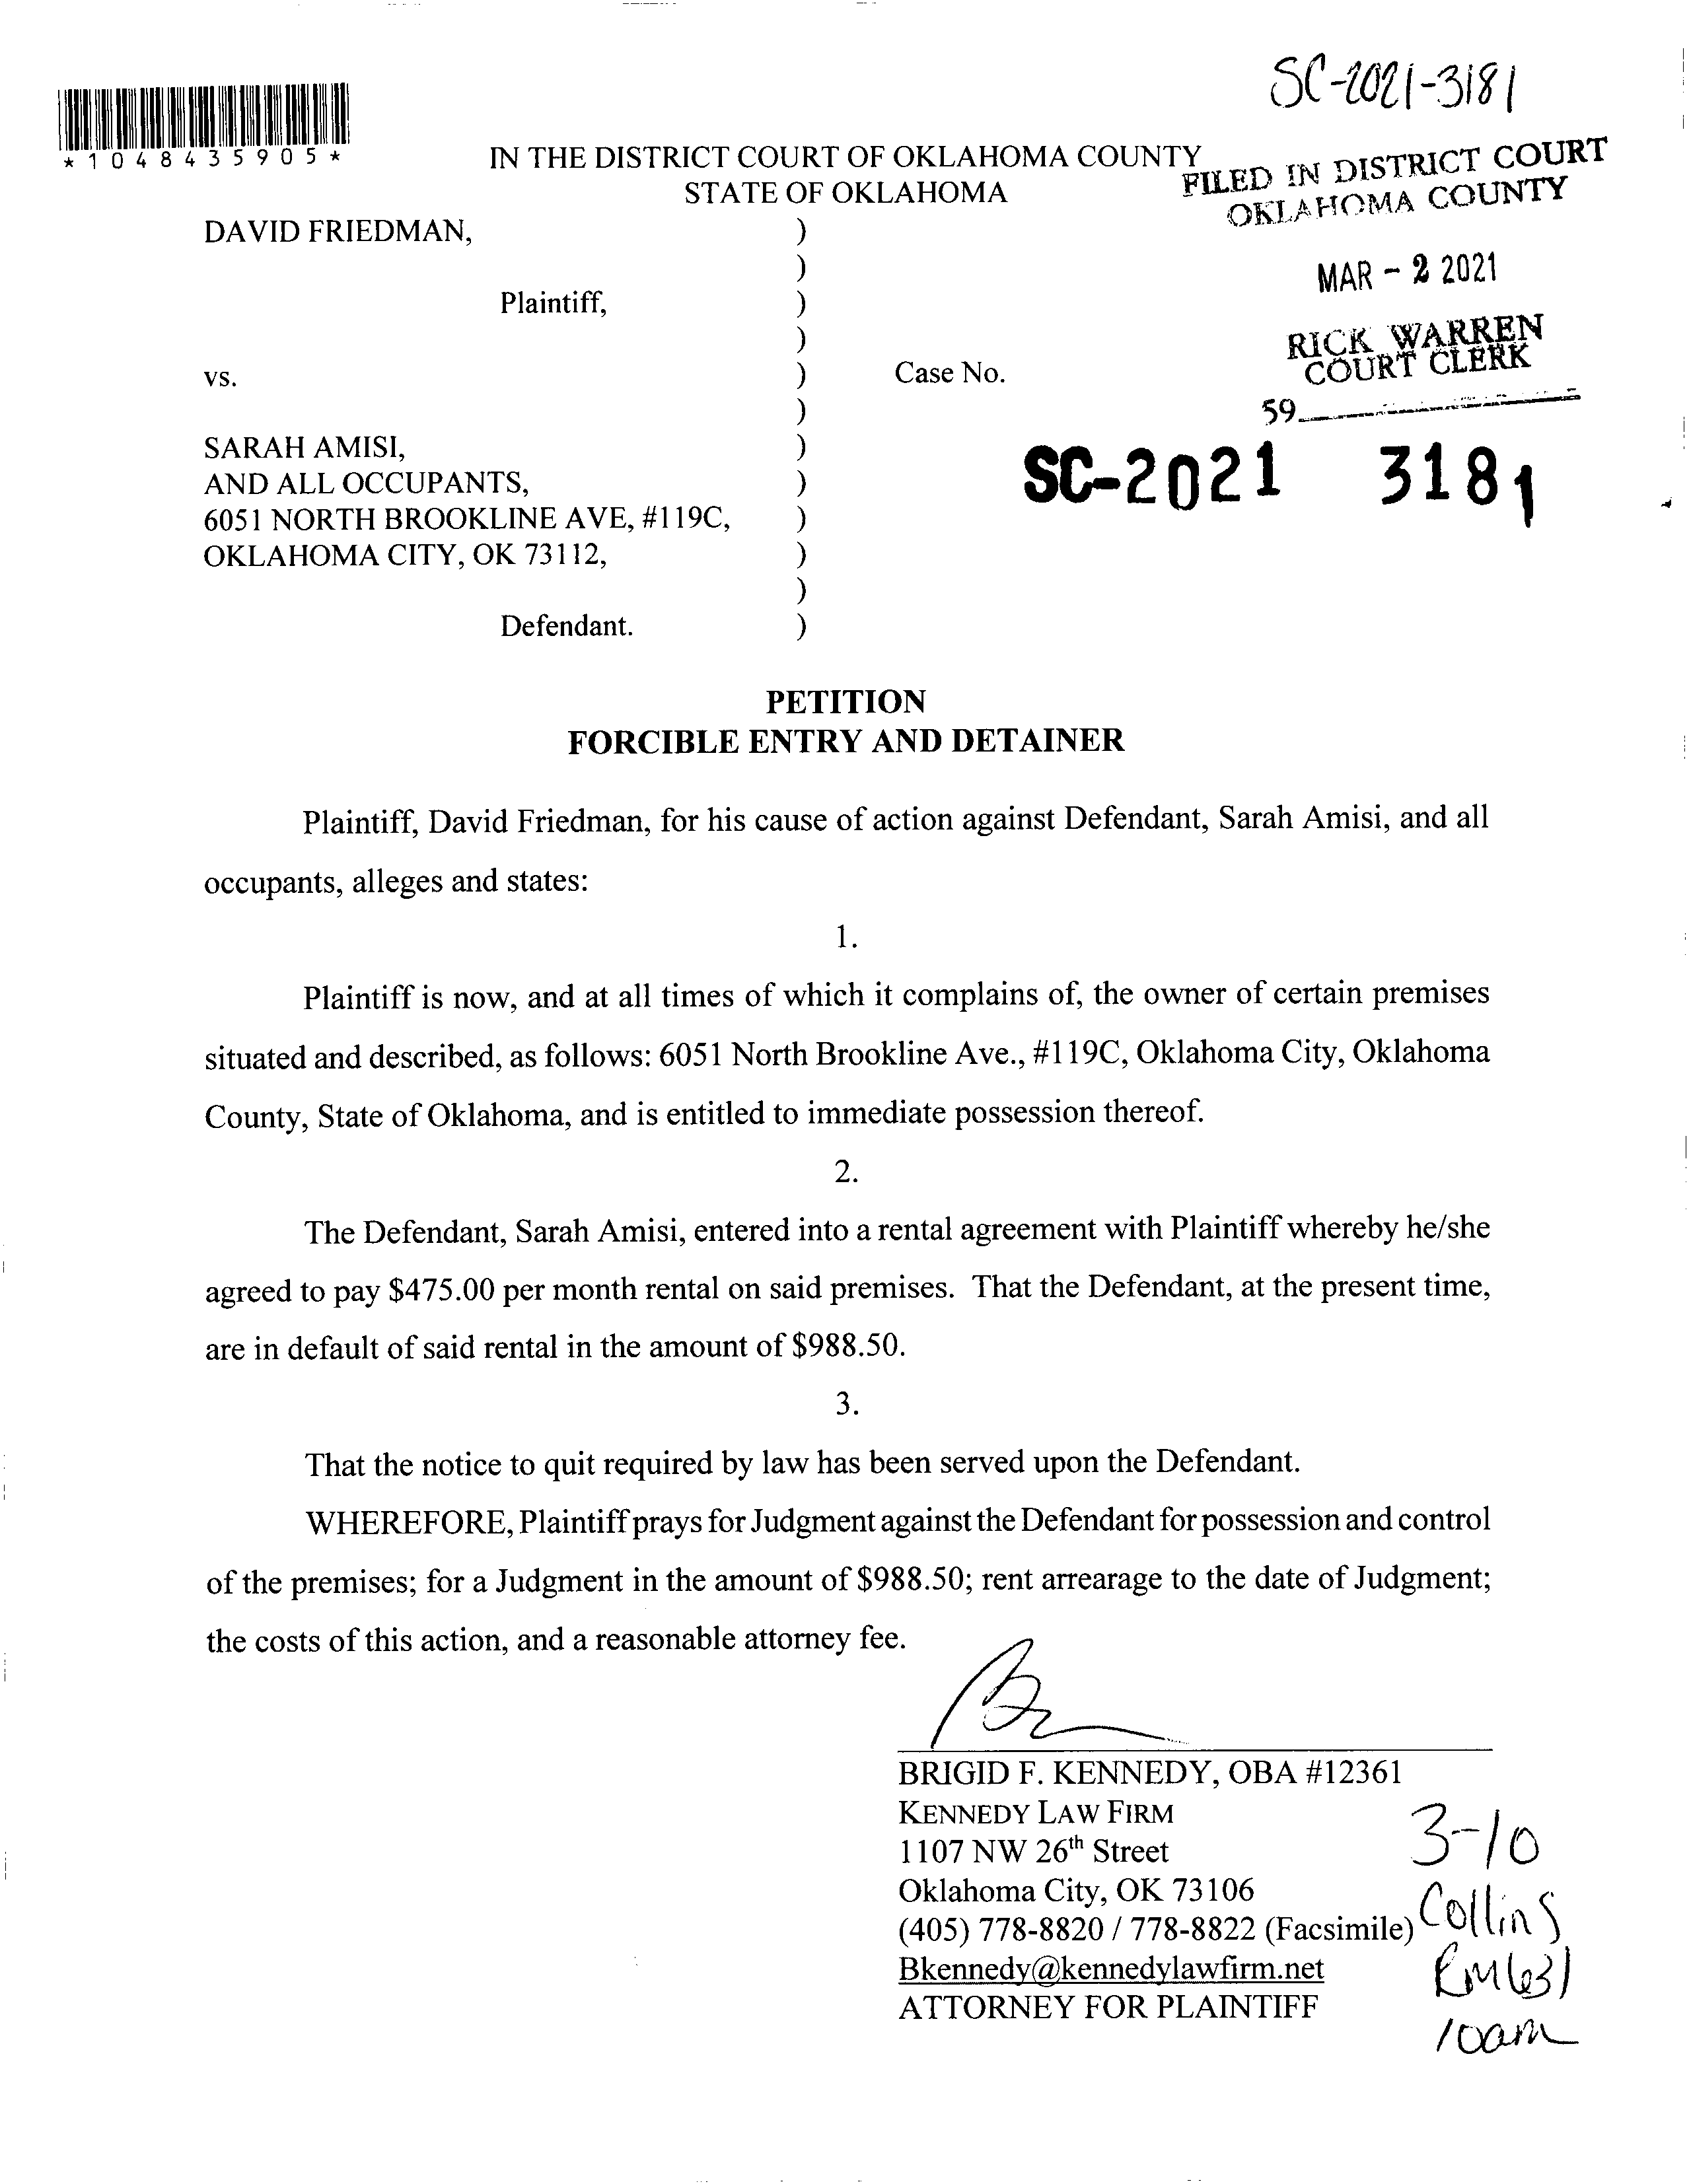 SC-2021-3181
*1048435905*
IN THE DISTRICT COURT OF OKLAHOMA COUNTY
STATE OF OKLAHOMA
FILED IN DISTRICT COURT
OKLAHOMA COUNTY
MAR - 2 2021
RICK WARREN
COURT CLERK
59
DAVID FRIEDMAN, )
)
Plaintiff, )
)
vs. ) Case No.
)
SARAH AMISI, )
AND ALL OCCUPANTS, )
6051 NORTH BROOKLINE AVE, #119C, )
OKLAHOMA CITY, OK 73112, )
)
Defendant. )
SC-2021 3181
PETITION
FORCIBLE ENTRY AND DETAINER
Plaintiff, David Friedman, for his cause of action against Defendant, Sarah Amisi, and all
occupants, alleges and states:
1.
Plaintiff is now, and at all times of which it complains of, the owner of certain premises
situated and described, as follows: 6051 North Brookline Ave., #119C, Oklahoma City, Oklahoma
County, State of Oklahoma, and is entitled to immediate possession thereof.
2.
The Defendant, Sarah Amisi, entered into a rental agreement with Plaintiff whereby he/she
agreed to pay $475.00 per month rental on said premises. That the Defendant, at the present time,
are in default of said rental in the amount of $988.50.
3.
That the notice to quit required by law has been served upon the Defendant.
WHEREFORE, Plaintiff prays for Judgment against the Defendant for possession and control
of the premises; for a Judgment in the amount of $988.50; rent arrearage to the date of Judgment;
the costs of this action, and a reasonable attorney fee.
BRIGID F. KENNEDY, OBA #12361
KENNEDY LAW FIRM
1107 NW 26th Street
Oklahoma City, OK 73106
(405) 778-8820 / 778-8822 (Facsimile)
Bkennedy@kennedylawfirm.net
ATTORNEY FOR PLAINTIFF
3-10
Collins
Rm 631
10am